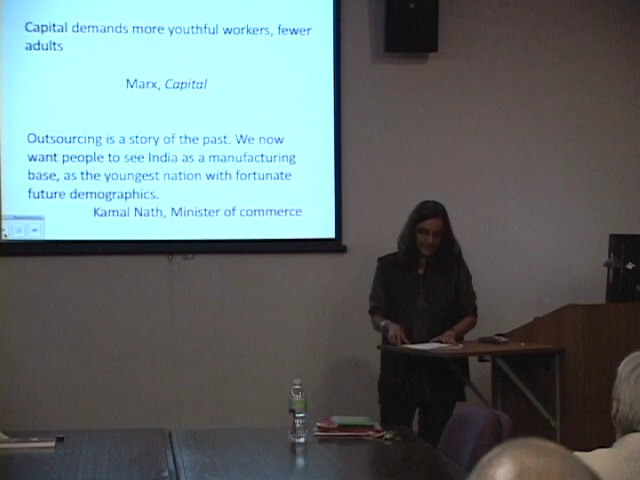 Capital demands more youthful workers, fewer
adults
Marx, Capital
Outsourcing is a story of the past. We now
want people to see India as a manufacturing
base, as the youngest nation with fortunate
future demographics.
Kamal Nath, Minister of commerce